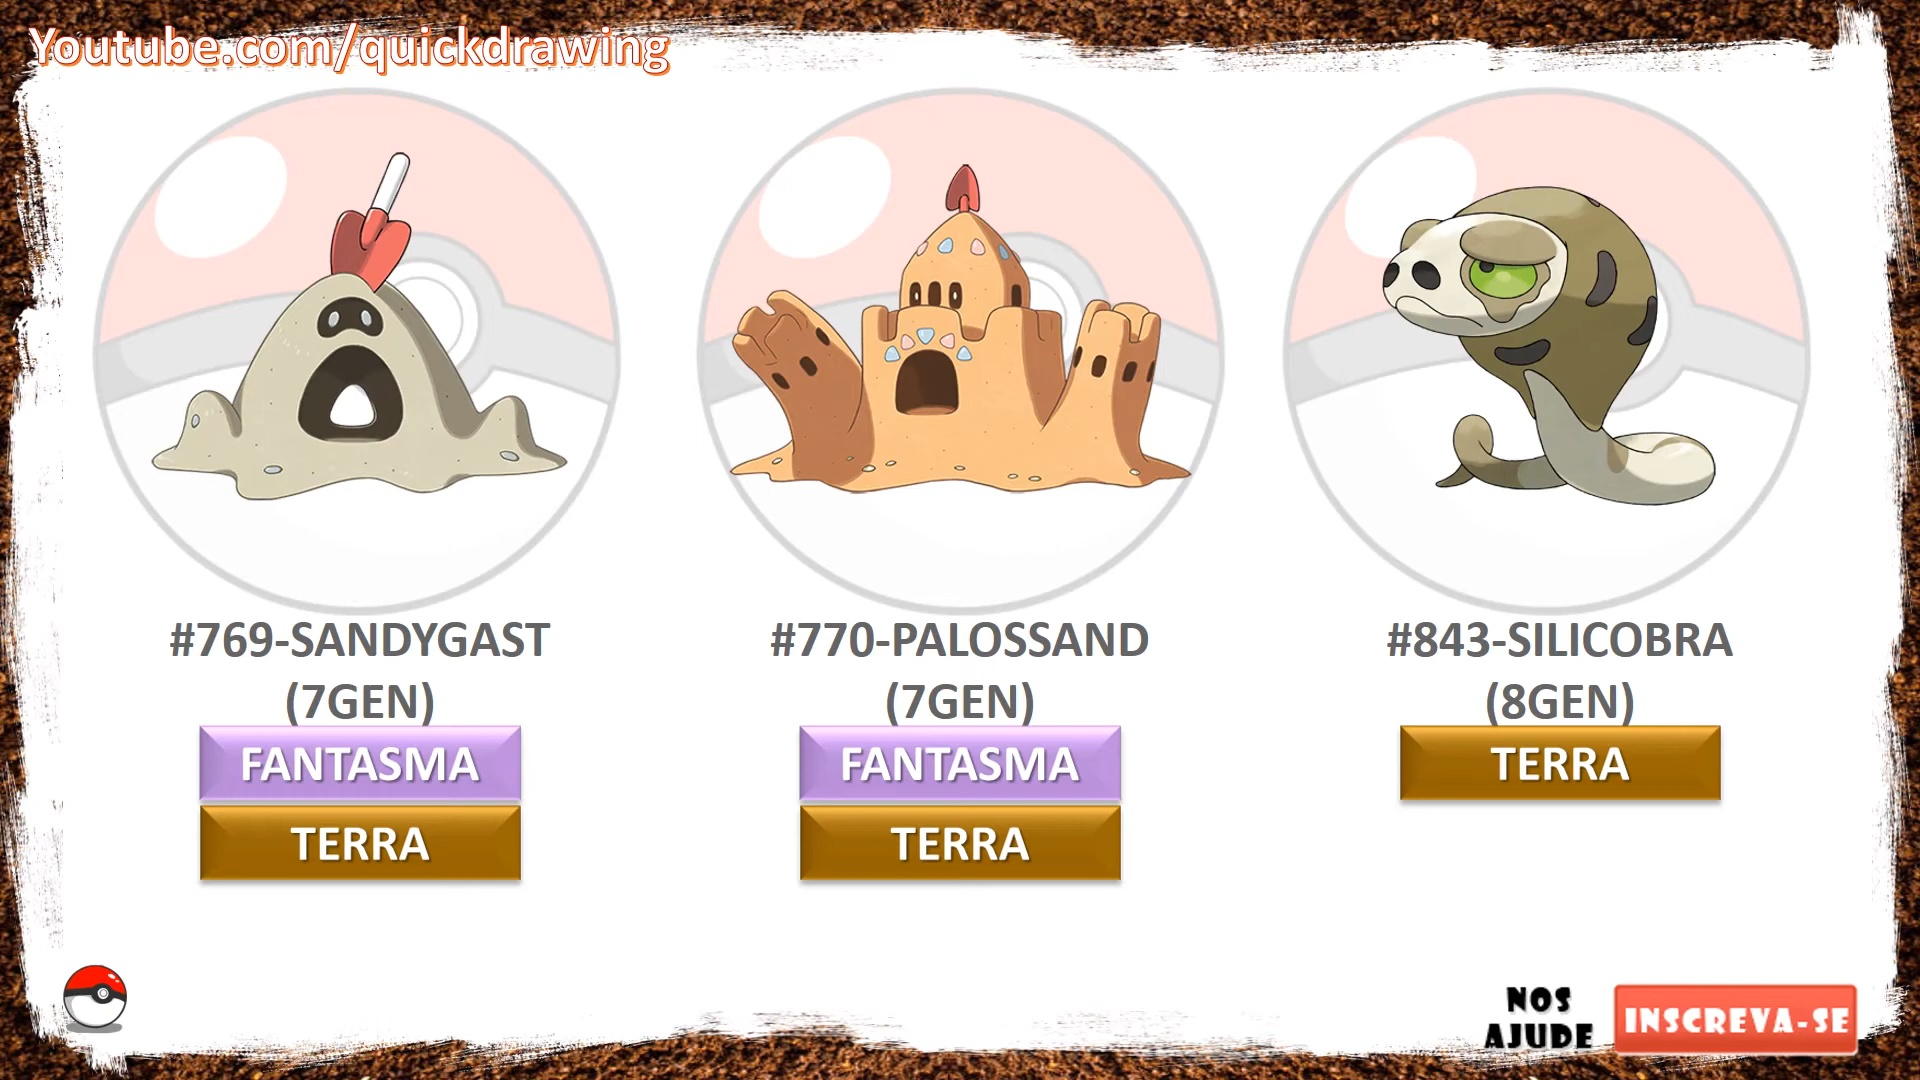 Youtube.com/quickdrawing
#769-SANDYGAST
(7GEN)
FANTASMA
TERRA
#770-PALOSSAND
(7GEN)
FANTASMA
TERRA
#843-SILICOBRA
(8GEN)
TERRA
NOS
AJUDE
INSCREVA-SE